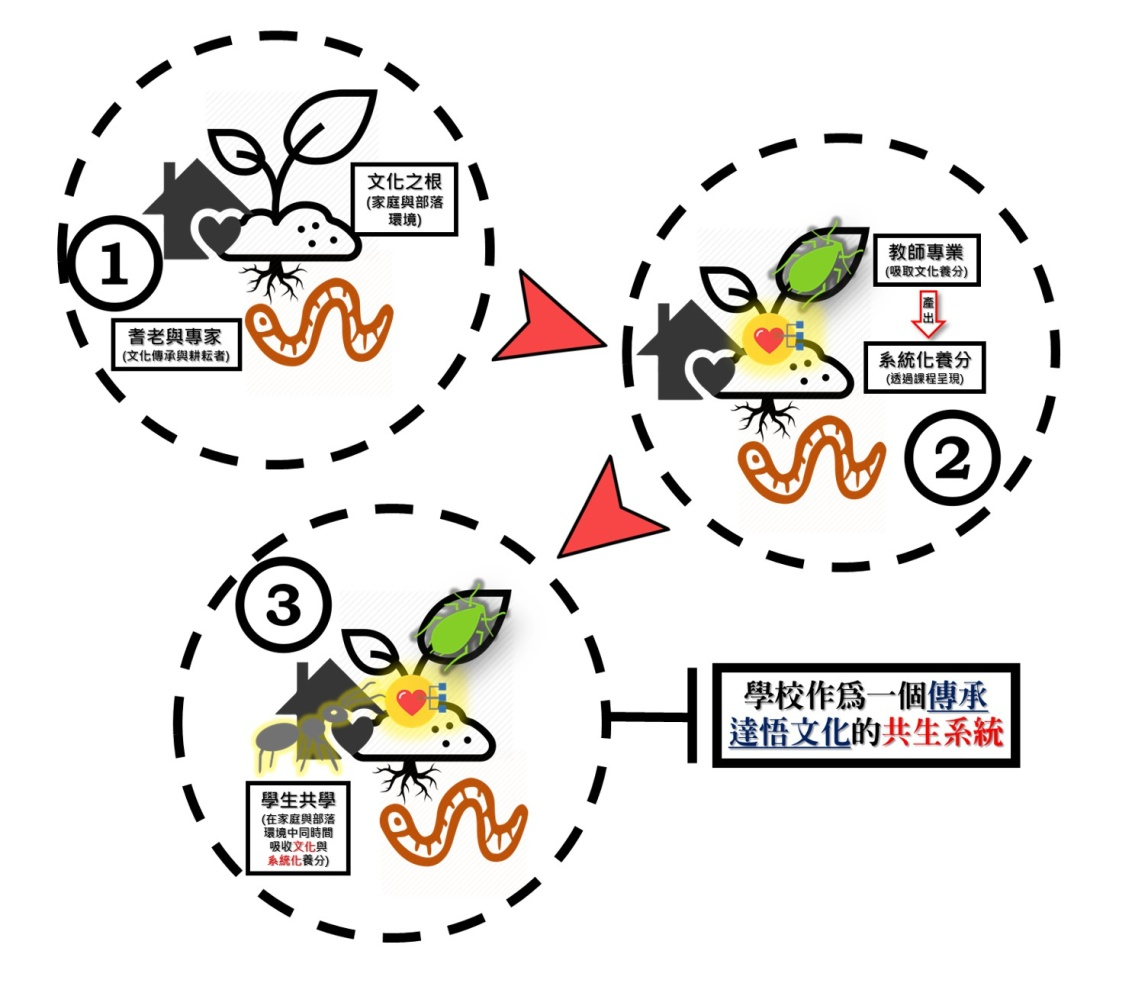 1
文化之根
(家庭與部落
環境)
耆老與專家
(文化傳承與耕耘者)
教師專業
(吸取文化養分)
產
出
系統化養分
(透過課程呈現)
2
3
學生共學
(在家庭與部落
環境中同時間
吸收文化與
系統化養分)
學校作為一個傳承
達悟文化的共生系統